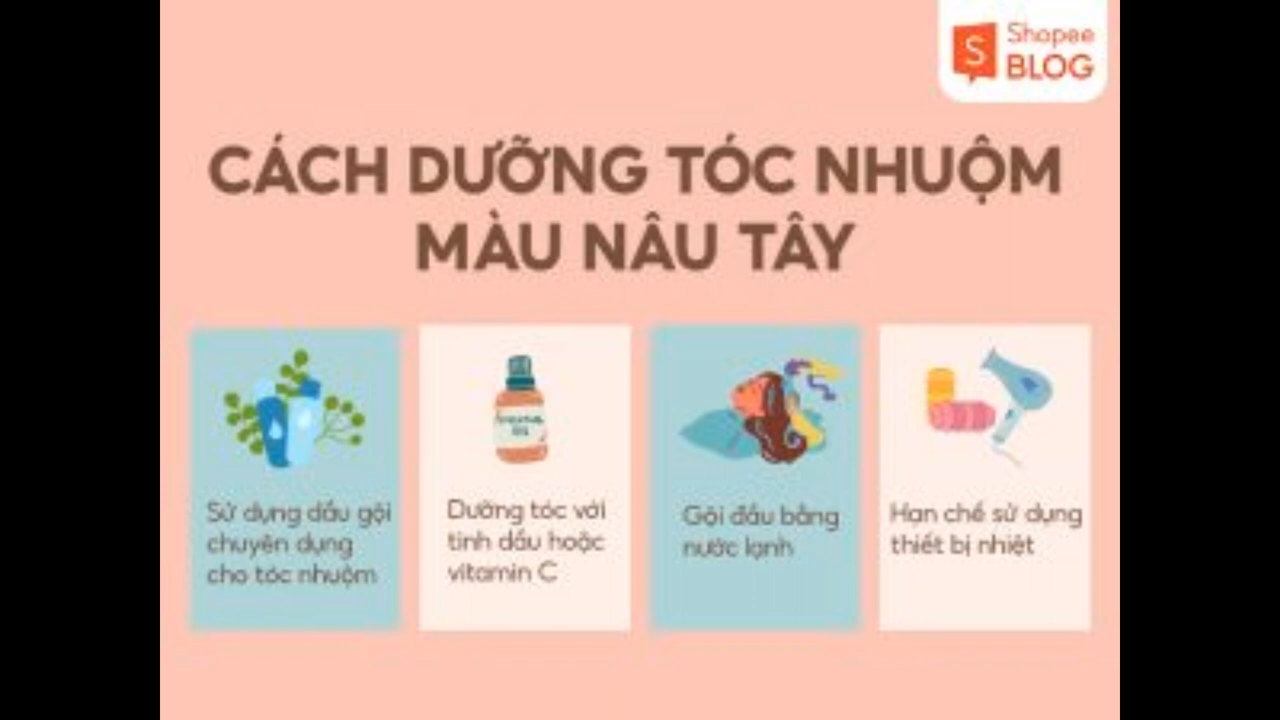 Shopee
BLOG
CÁCH DƯỠNG TÓC NHUỘM
MÀU NÂU TÂY
Sử dụng dầu gội
chuyên dụng
cho tóc nhuộm
Dưỡng tóc với
tinh dầu hoặc
vitamin C
Gội đầu bằng
nước lạnh
Hạn chế sử dụng
thiết bị nhiệt